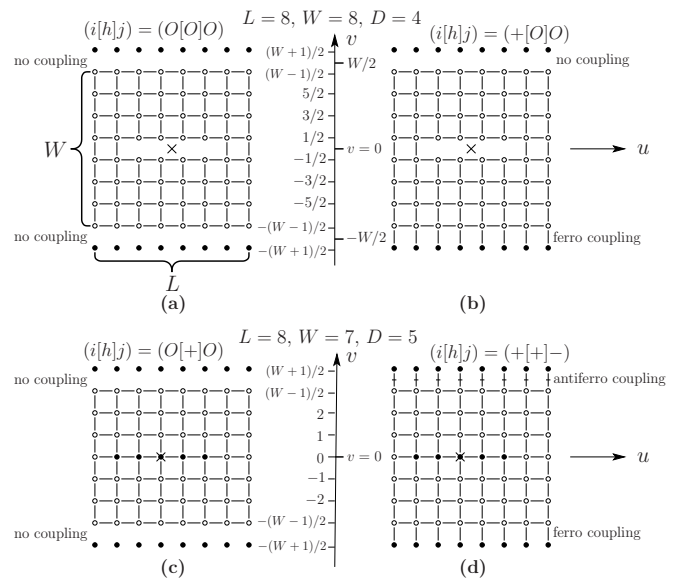 L = 8, W = 8, D = 4
(i[h]j) = (O[O]O)
v
(i[h]j) = (+[O]O)
no coupling
(W + 1)/2
W/2
no coupling
(W − 1)/2
5/2
3/2
1/2
W
v = 0
u
−1/2
−3/2
−5/2
no coupling
−(W − 1)/2
−W/2
ferro coupling
−(W + 1)/2
L
(a)
(b)
L = 8, W = 7, D = 5
(i[h]j) = (O[+]O)
v
(i[h]j) = (+[+]−)
no coupling
(W + 1)/2
antiferro coupling
(W − 1)/2
2
1
0
v = 0
u
−1
−2
no coupling
−(W − 1)/2
ferro coupling
−(W + 1)/2
(c)
(d)